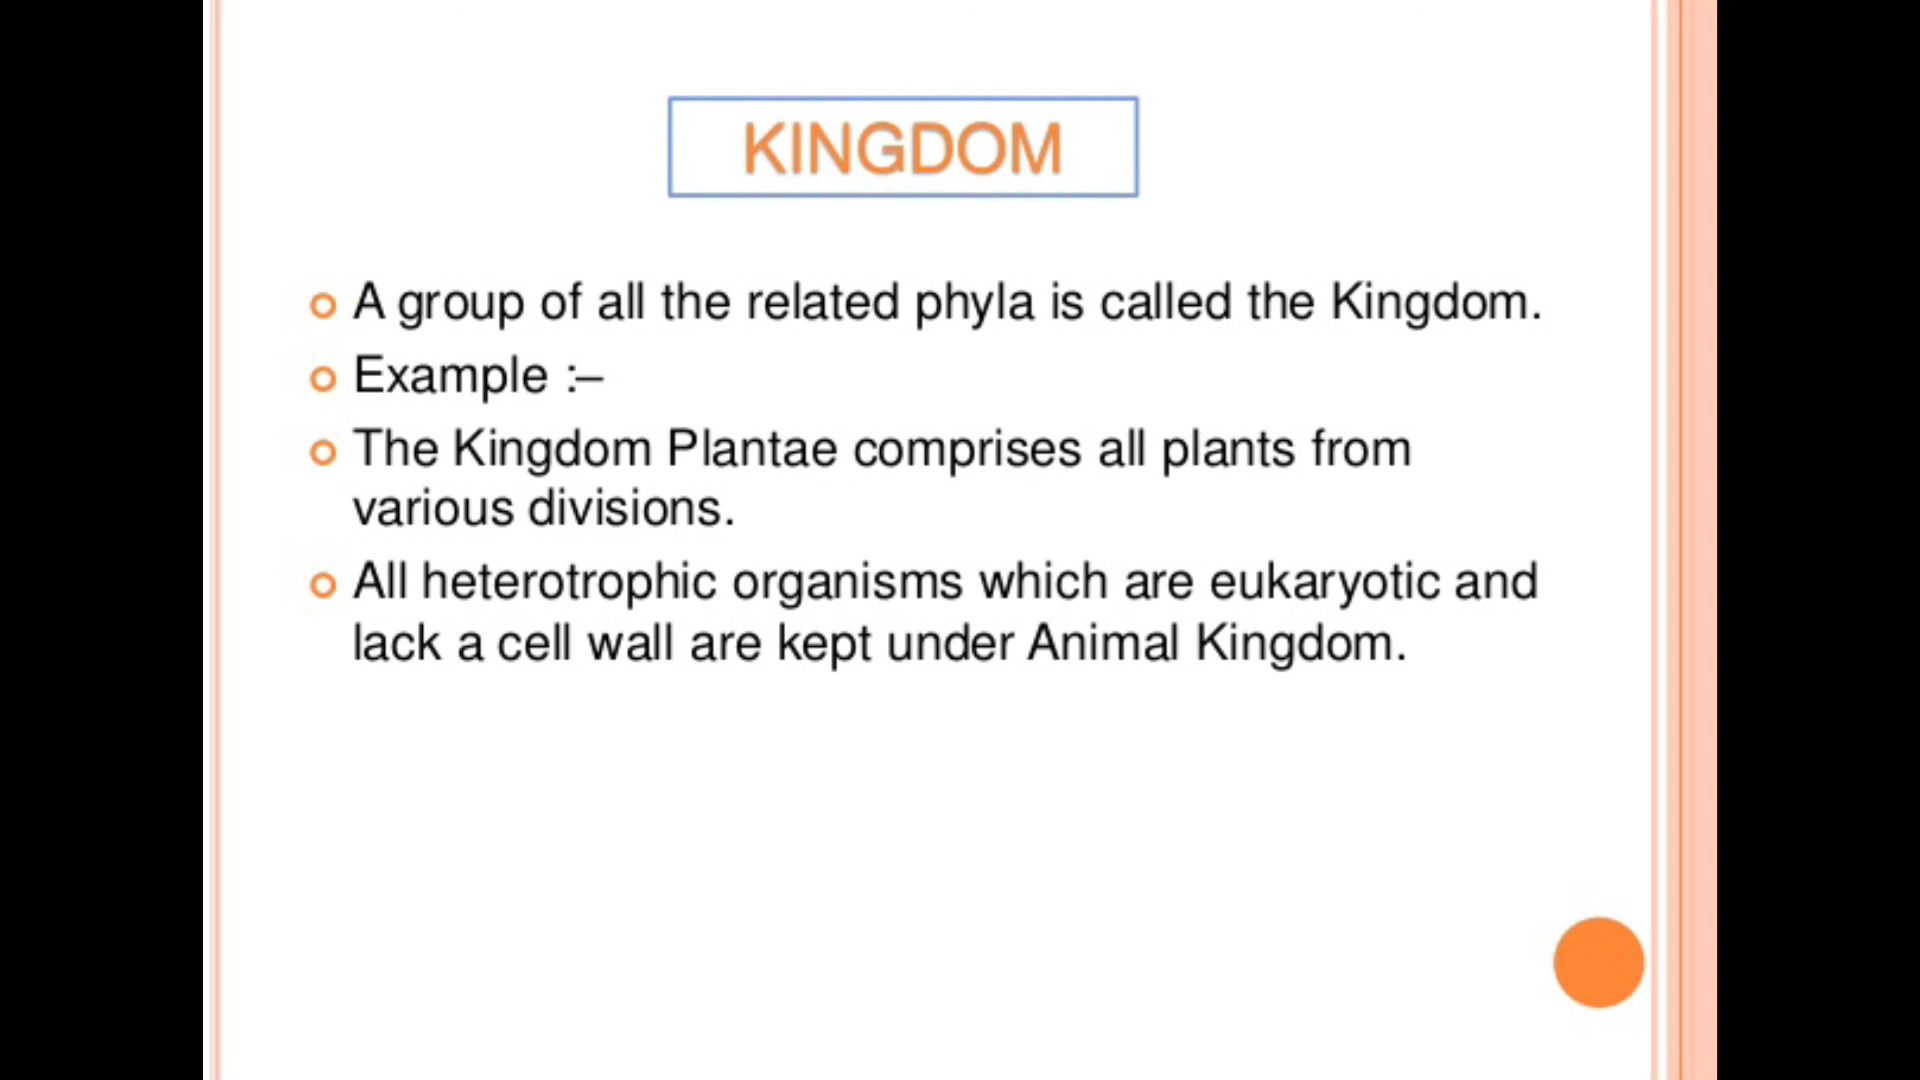 KINGDOM
A group of all the related phyla is called the Kingdom.
Example :–
The Kingdom Plantae comprises all plants from
various divisions.
All heterotrophic organisms which are eukaryotic and
lack a cell wall are kept under Animal Kingdom.